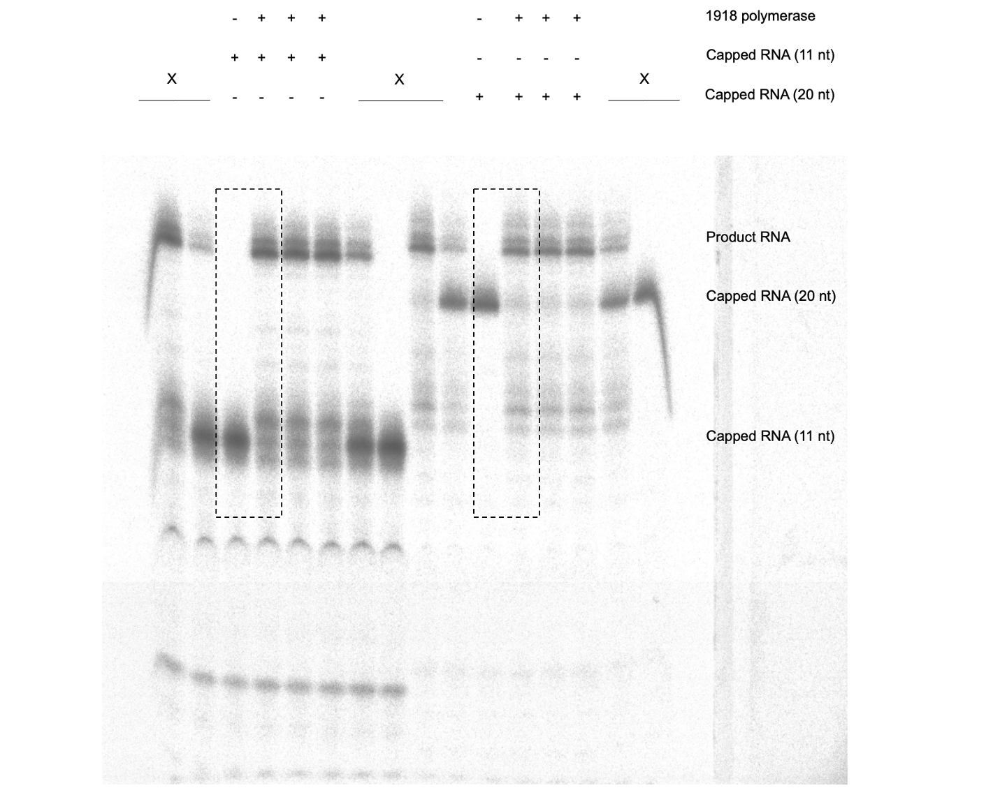 - + + + - + + + 1918 polymerase
+ + + + - - - - Capped RNA (11 nt)
X X X
- - - - + + + + Capped RNA (20 nt)
Product RNA
Capped RNA (20 nt)
Capped RNA (11 nt)